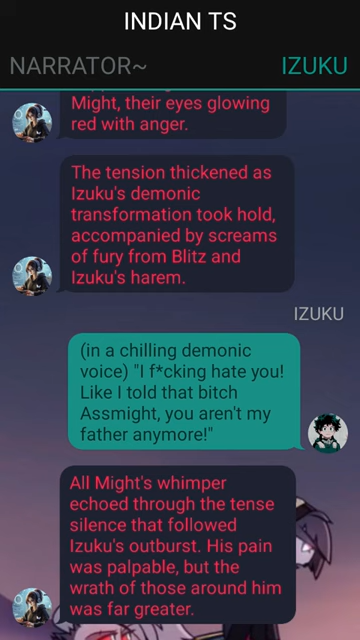 INDIAN TS
NARRATOR~ IZUKU
Might, their eyes glowing
red with anger.
The tension thickened as
Izuku's demonic
transformation took hold,
accompanied by screams
of fury from Blitz and
Izuku's harem.
IZUKU
(in a chilling demonic
voice) "I f*cking hate you!
Like I told that bitch
Assmight, you aren't my
father anymore!"
All Might's whimper
echoed through the tense
silence that followed
Izuku's outburst. His pain
was palpable, but the
wrath of those around him
was far greater.